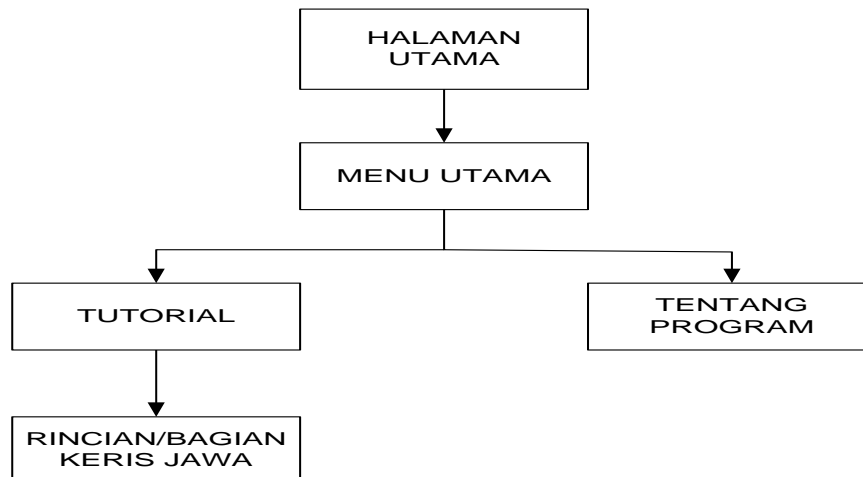 HALAMAN
UTAMA
MENU UTAMA
TUTORIAL
TENTANG
PROGRAM
RINCIAN/BAGIAN
KERIS JAWA